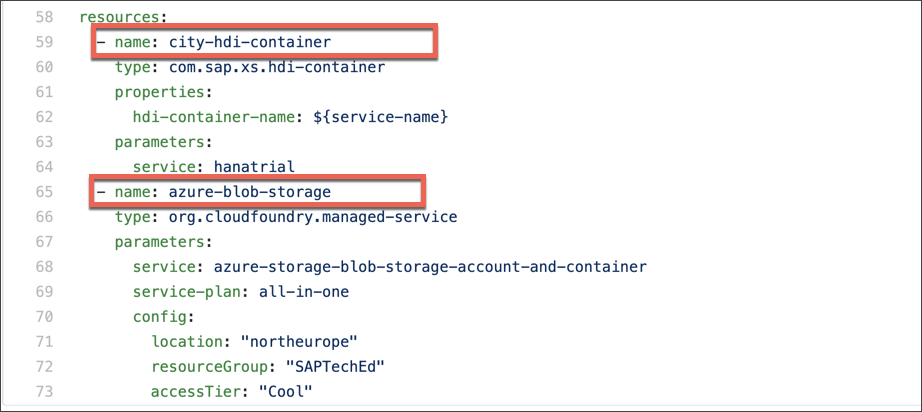 58 resources:
59 - name: city-hdi-container
60 type: com.sap.xs.hdi-container
61 properties:
62 hdi-container-name: ${service-name}
63 parameters:
64 service: hanatrial
65 - name: azure-blob-storage
66 type: org.cloudfoundry.managed-service
67 parameters:
68 service: azure-storage-blob-storage-account-and-container
69 service-plan: all-in-one
70 config:
71 location: "northeurope"
72 resourceGroup: "SAPTechEd"
73 accessTier: "Cool"